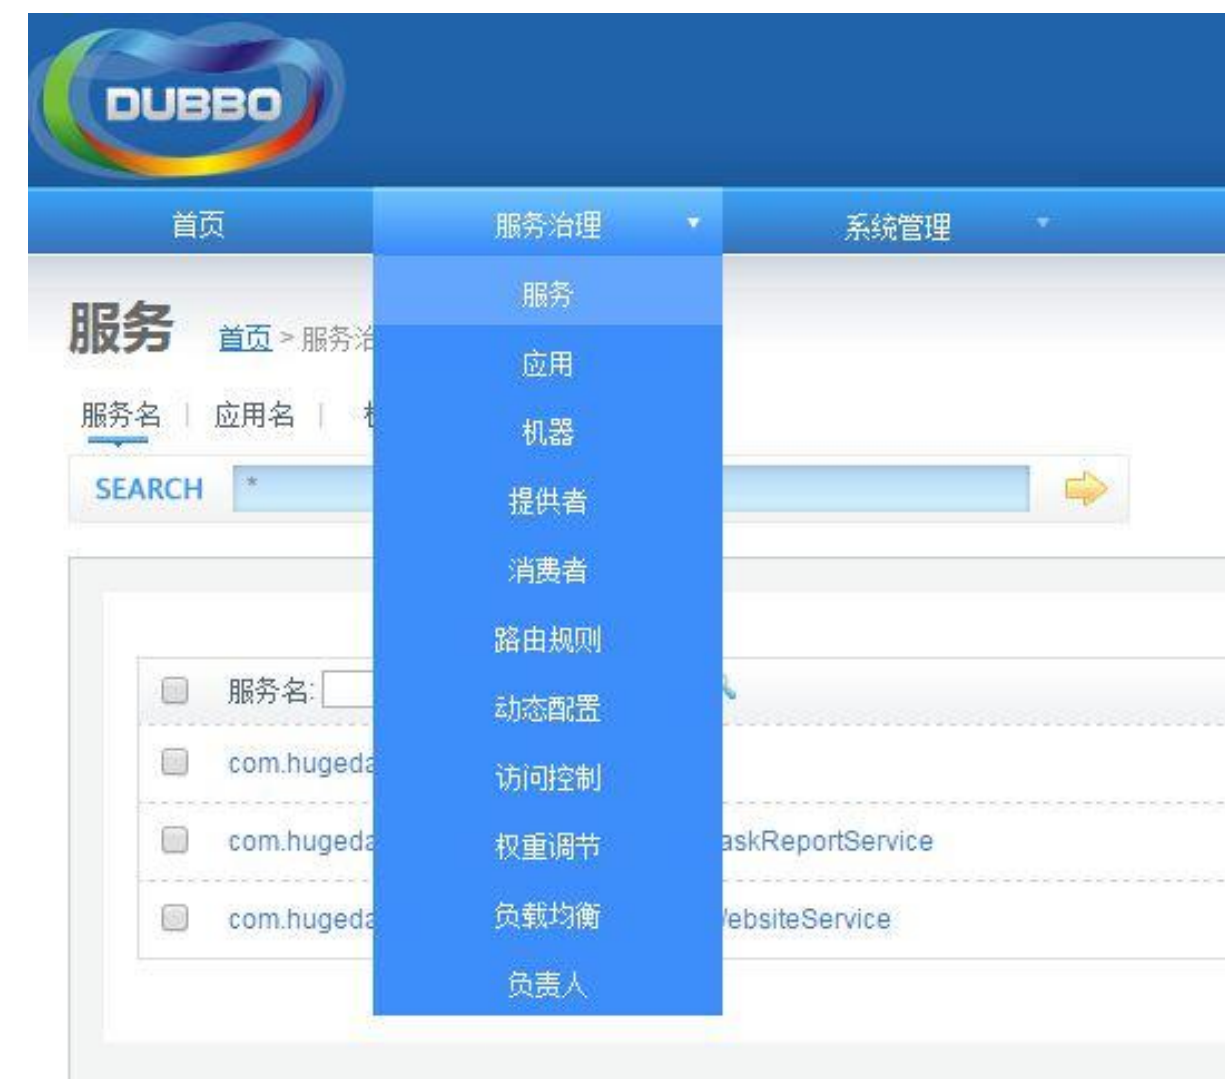 DUBBO
首页 服务治理 系统管理
服务
应用
机器
提供者
消费者
路由规则
动态配置
访问控制
权重调节
负载均衡
负责人
服务 首页 > 服务治
服务名 | 应用名 |
SEARCH *
服务名:
com.hugeda
com.hugeda askReportService
com.hugeda ebsiteService